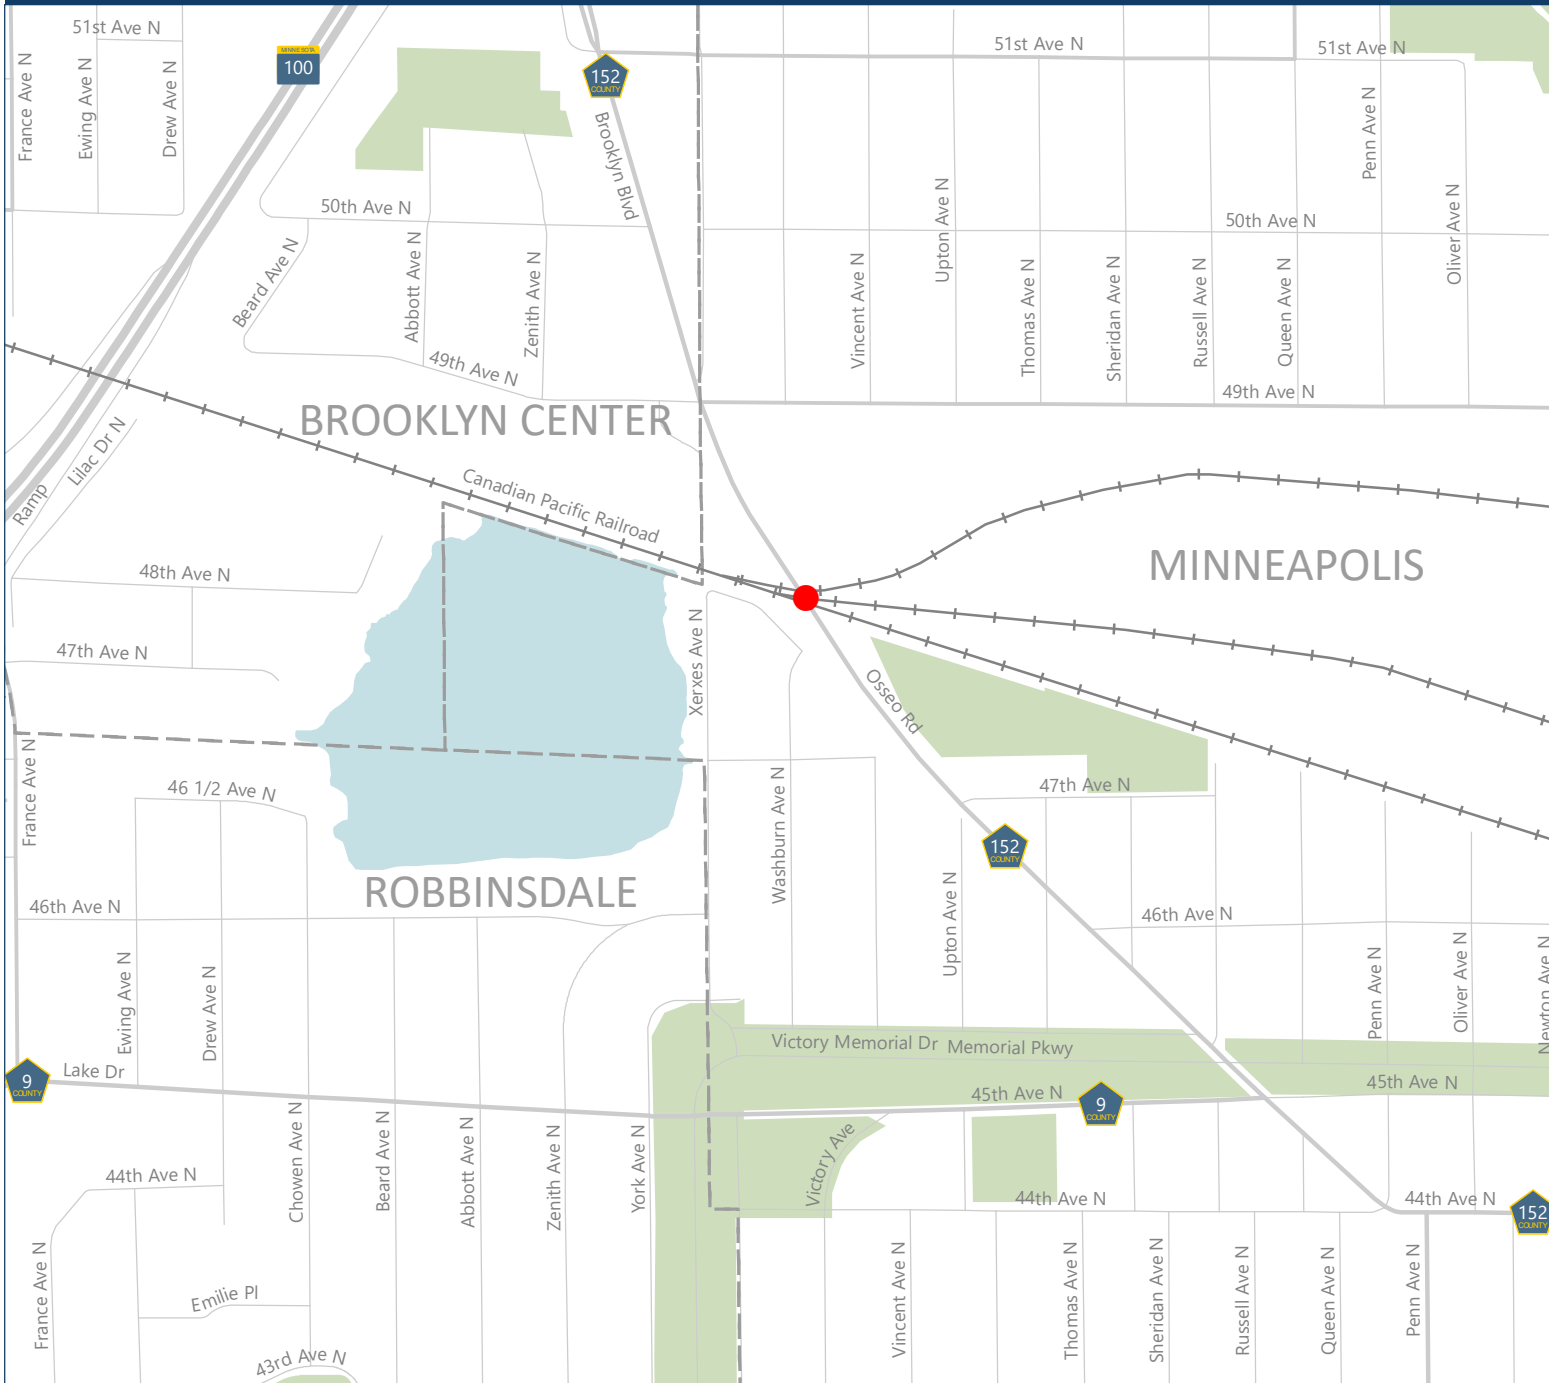 51st Ave N
MINNESOTA
100
152
COUNTY
51st Ave N
51st Ave N
France Ave N
Ewing Ave N
Drew Ave N
Brooklyn Blvd
Penn Ave N
Oliver Ave N
50th Ave N
50th Ave N
Beard Ave N
Abbott Ave N
Zenith Ave N
Vincent Ave N
Upton Ave N
Thomas Ave N
Sheridan Ave N
Russell Ave N
Queen Ave N
49th Ave N
49th Ave N
BROOKLYN CENTER
Lilac Dr N
Ramp
Canadian Pacific Railroad
MINNEAPOLIS
48th Ave N
47th Ave N
Xerxes Ave N
Osseo Rd
France Ave N
46 1/2 Ave N
Washburn Ave N
47th Ave N
152
COUNTY
ROBBINSDALE
46th Ave N
Upton Ave N
46th Ave N
Ewing Ave N
Drew Ave N
Penn Ave N
Oliver Ave N
Newton Ave N
Victory Memorial Dr
Memorial Pkwy
9
COUNTY
Lake Dr
45th Ave N
9
COUNTY
45th Ave N
Chowen Ave N
Beard Ave N
Abbott Ave N
Zenith Ave N
York Ave N
Victory Ave
44th Ave N
44th Ave N
44th Ave N
152
COUNTY
France Ave N
Emilie Pl
43rd Ave N
Vincent Ave N
Thomas Ave N
Sheridan Ave N
Russell Ave N
Queen Ave N
Penn Ave N